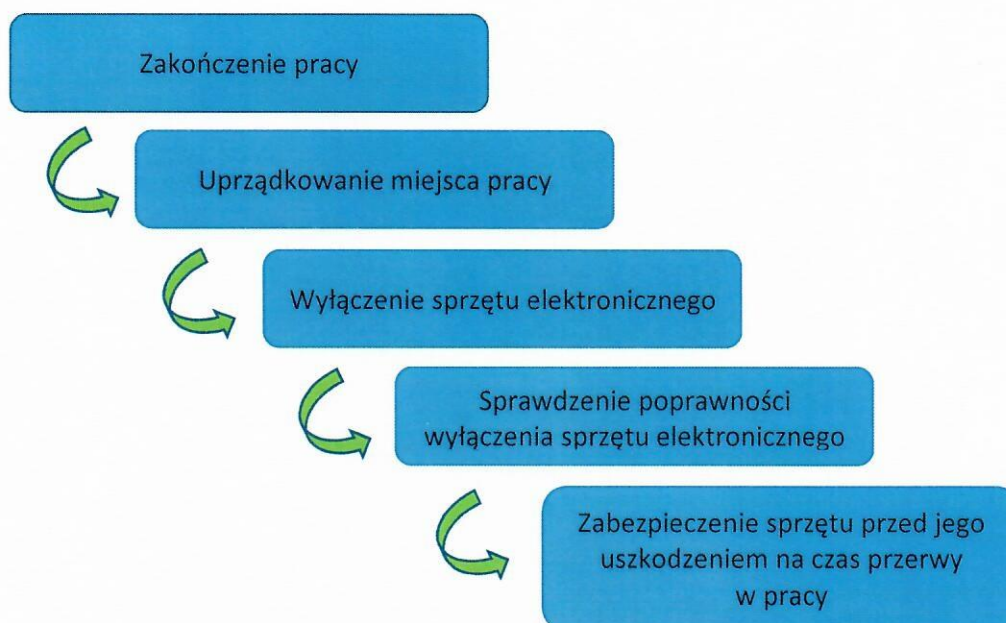 Zakończenie pracy
Uprządkowanie miejsca pracy
Wyłączenie sprzętu elektronicznego
Sprawdzenie poprawności
wyłączenia sprzętu elektronicznego
Zabezpieczenie sprzętu przed jego
uszkodzeniem na czas przerwy
w pracy